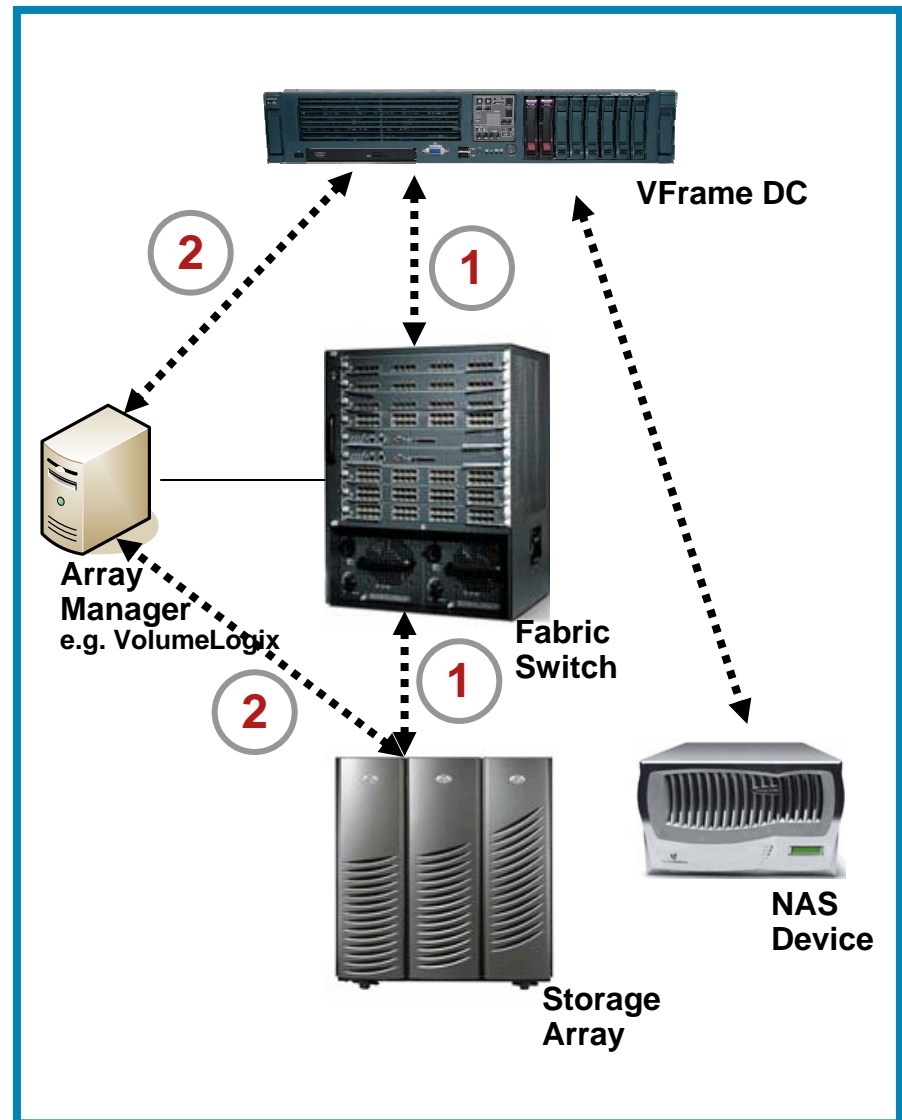 VFrame DC
2
1
Array
Manager
e.g. VolumeLogix
Fabric
Switch
1
2
NAS
Device
Storage
Array